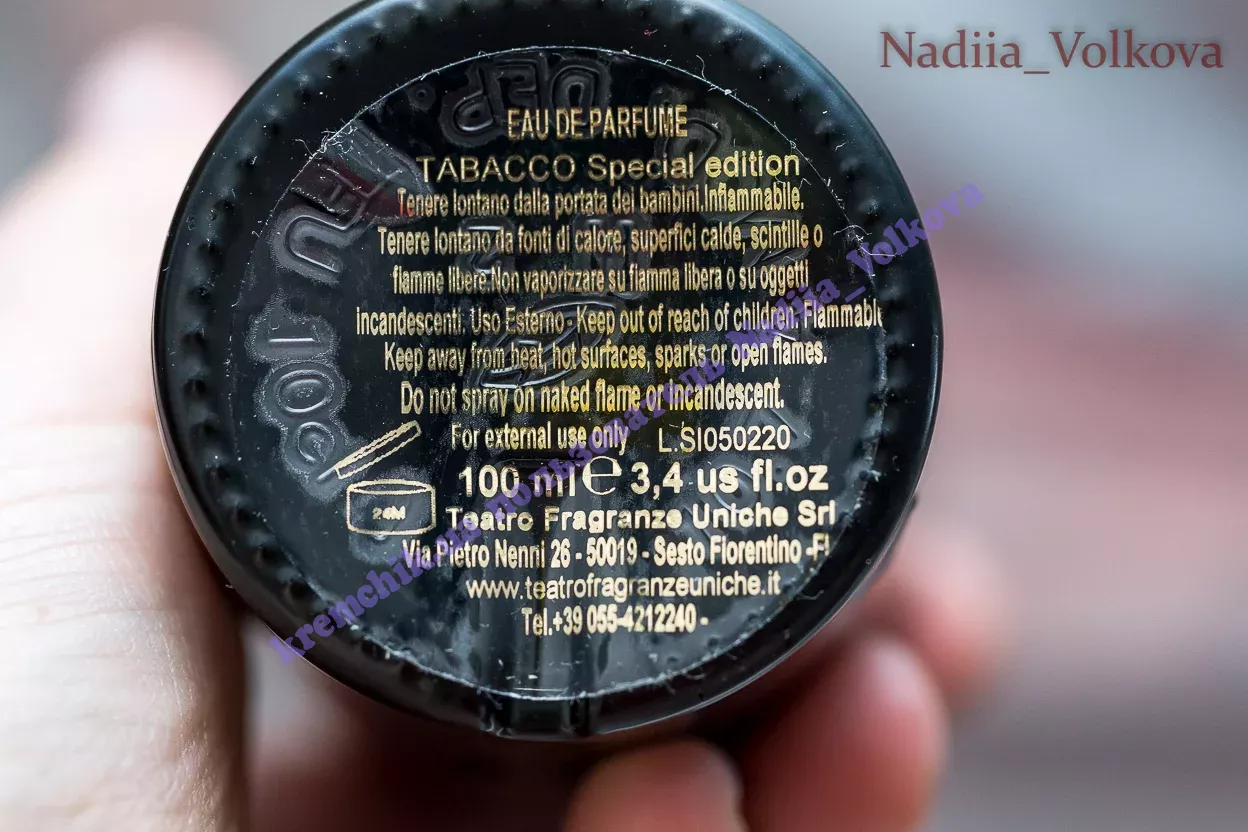 Nadiia_Volkova
EAU DE PARFUME
TABACCO Special edition
Tenere lontano dalla portata dei bambini.Infiammabile.
Tenere lontano da fonti di calore, superfici calde, scintille o
fiamme libere.Non vaporizzare su fiamma libera o su oggetti
incandescenti. Uso Esterno - Keep out of reach of children. Flammable
Keep away from heat, hot surfaces, sparks or open flames.
Do not spray on naked flame or incandescent.
For external use only L.SI050220
100 ml e 3,4 us fl.oz
24M
Teatro Fragranze Uniche Srl
Via Pietro Nenni 26 - 50019 - Sesto Fiorentino -FI
www.teatrofragranzeuniche.it
Tel.+39 055-4212240 -
kremchik.ua пользователь Nadiia_Volkova